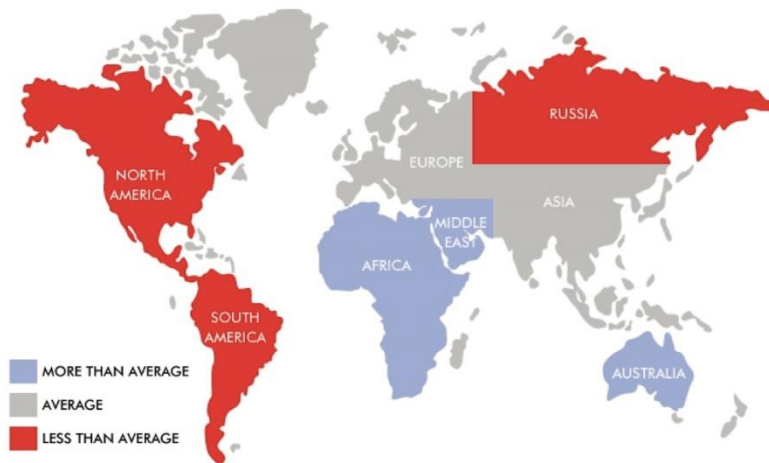 RUSSIA
EUROPE
NORTH
AMERICA
ASIA
MIDDLE
EAST
AFRICA
SOUTH
AMERICA
MORE THAN AVERAGE
AUSTRALIA
AVERAGE
LESS THAN AVERAGE